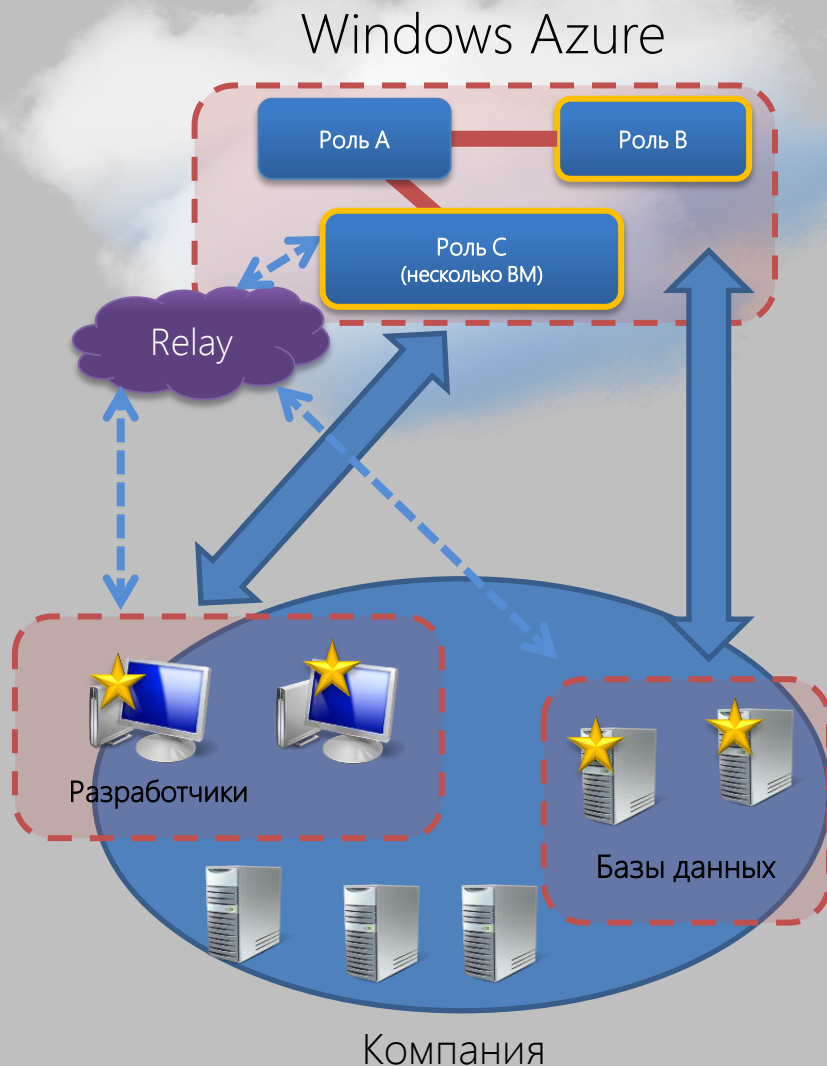 Windows Azure
Роль A
Роль B
Роль C
(несколько ВМ)
Relay
Разработчики
Базы данных
Компания